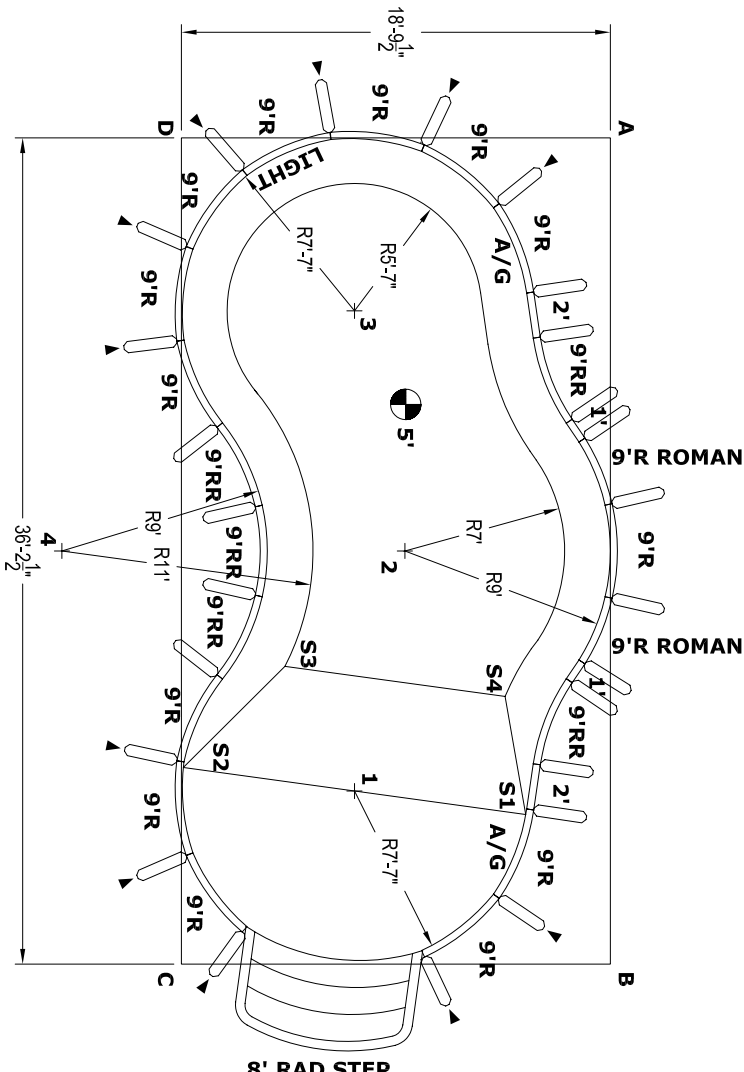 18'-9 1/2"
D
A
9'R
9'R
9'R
LIGHT
9'R
9'R
A/G
R7'-7"
R5'-7"
9'R
2'
3
9'R
9'RR
1'
5'
9'R ROMAN
9'RR
R9'
R7'
9'RR
9'R
4
36'-2 1/2"
R11'
2
R9'
9'RR
9'R ROMAN
S3
S4
1'
9'R
9'RR
S2
1
S1
2'
9'R
R7'-7"
A/G
9'R
9'R
9'R
C
B
8' RAD STEP